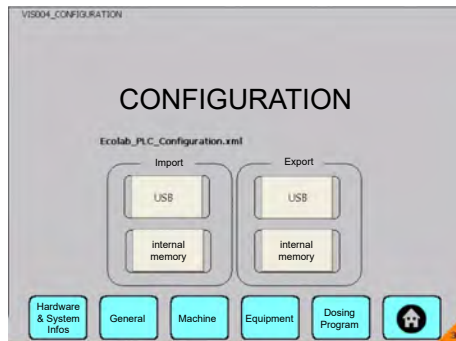 VIS004_CONFIGURATION
CONFIGURATION
Ecolab_PLC_Configuration.xml
Import
Export
USB
USB
internal
memory
internal
memory
Hardware
& System
Infos
General
Machine
Equipment
Dosing
Program